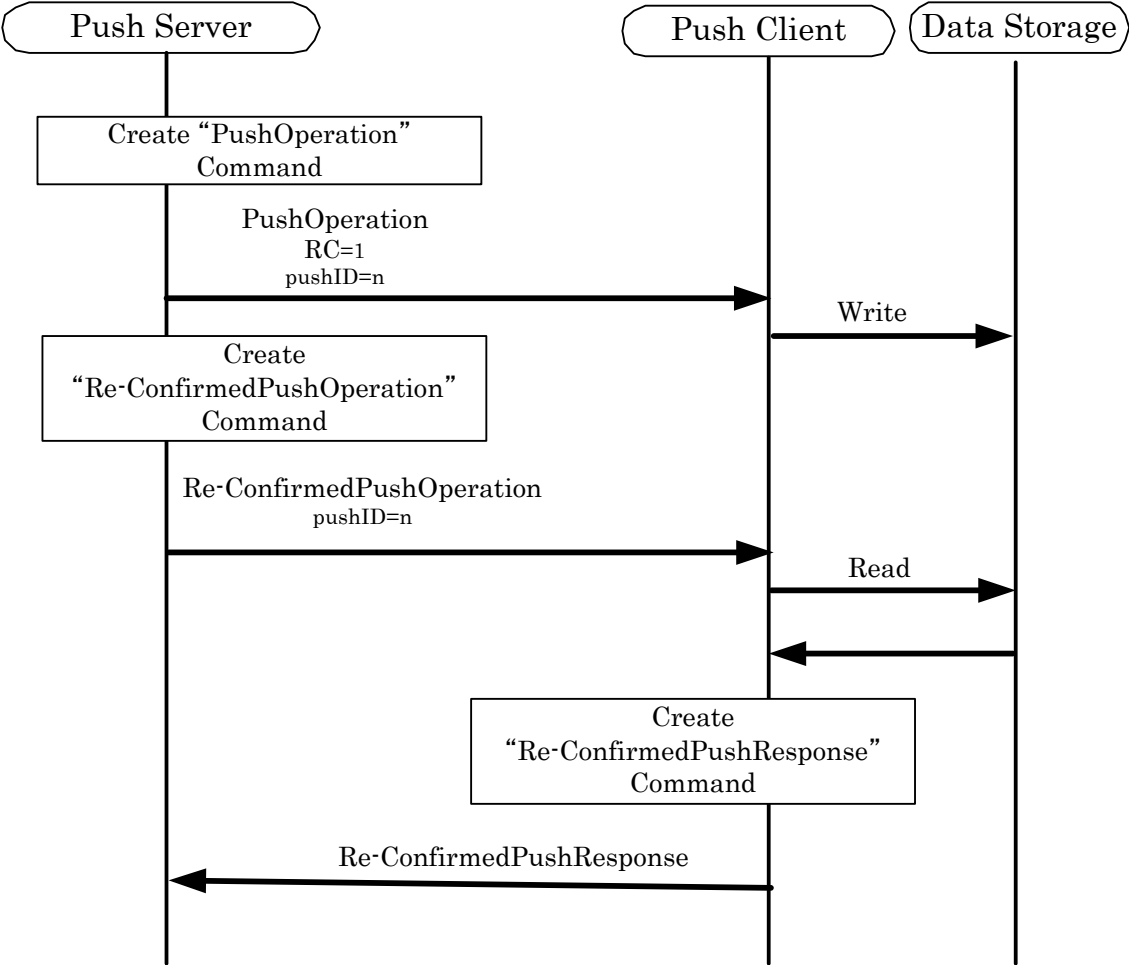 Push Server
Push Client
Data Storage
Create “PushOperation”
Command
PushOperation
RC=1
pushID=n
Write
Create
“Re-ConfirmedPushOperation”
Command
Re-ConfirmedPushOperation
pushID=n
Read
Create
“Re-ConfirmedPushResponse”
Command
Re-ConfirmedPushResponse